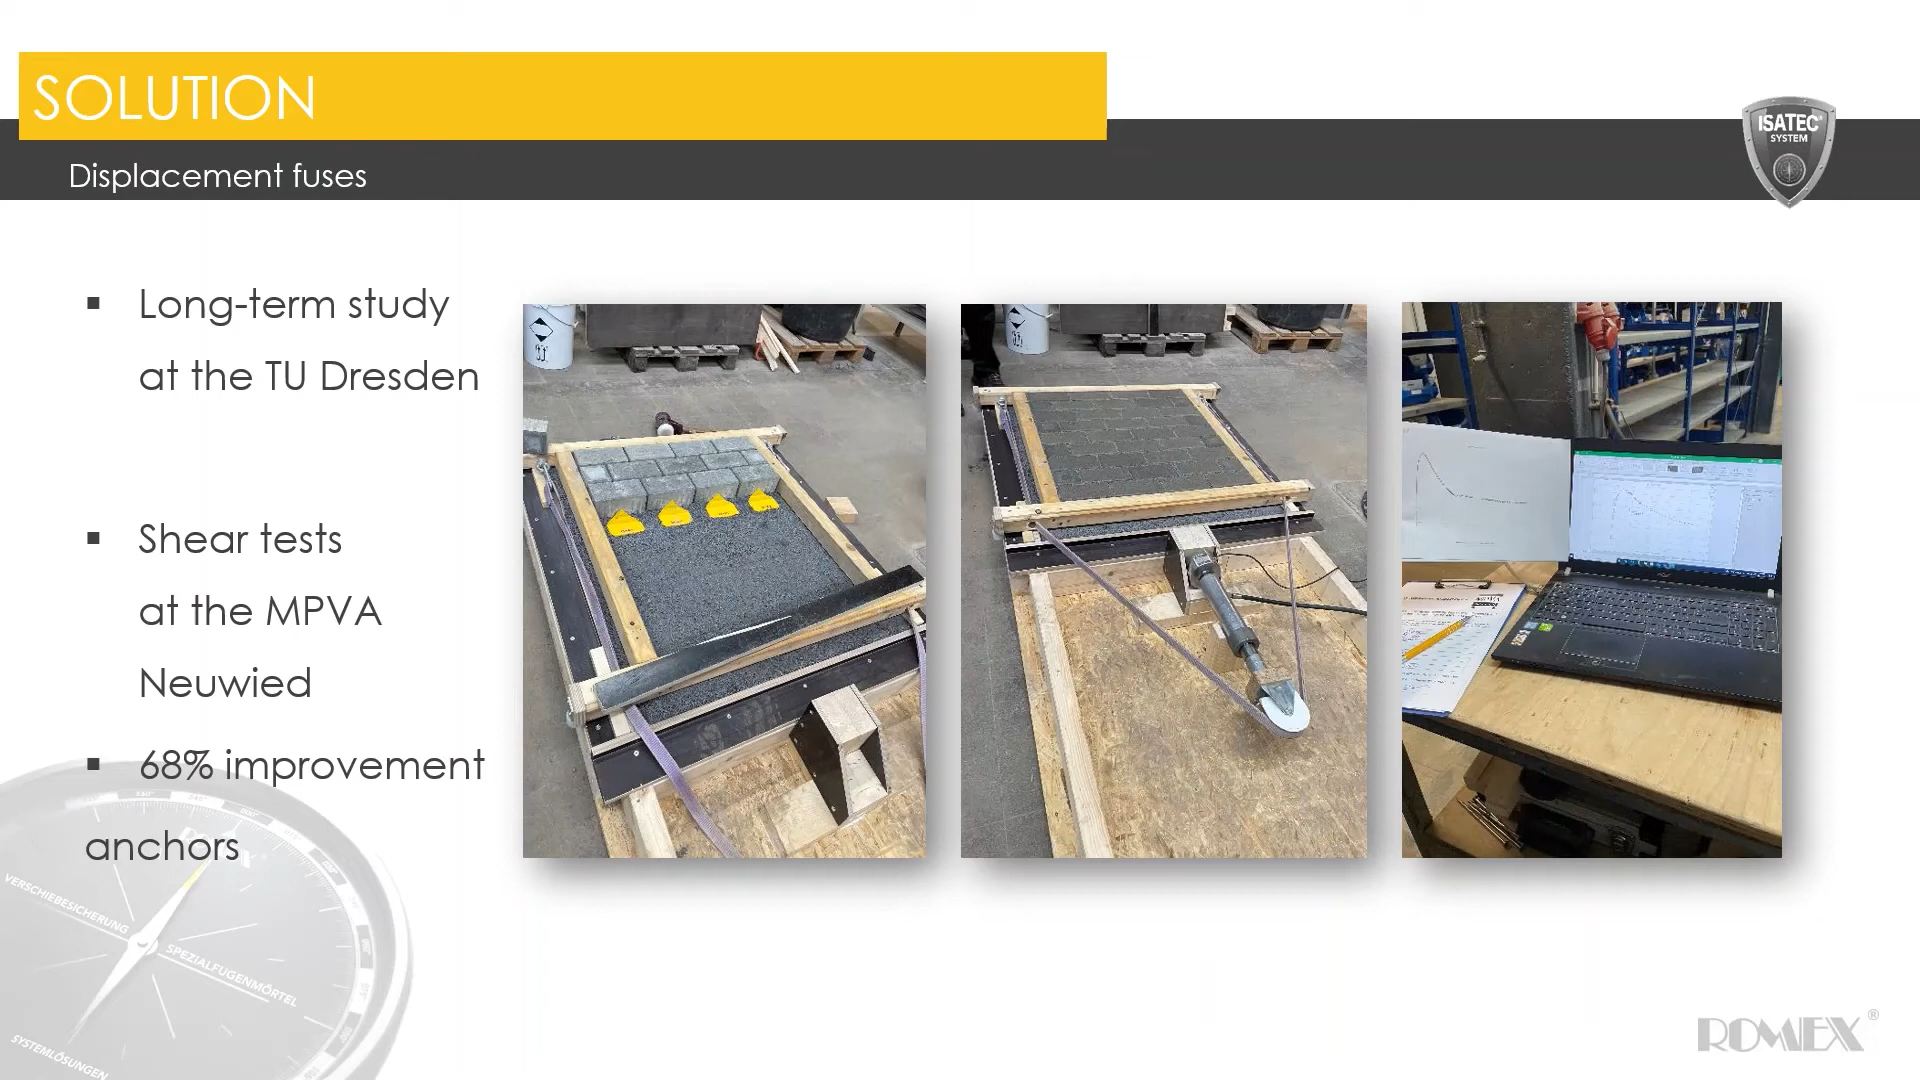 SOLUTION
Displacement fuses
ISATEC®
SYSTEM
▪ Long-term study
at the TU Dresden
▪ Shear tests
at the MPVA
Neuwied
▪ 68% improvement
anchors
VERSCHIEBESICHERUNG
SPEZIALFUGENMÖRTEL
SYSTEMLÖSUNGEN
ROMEX®